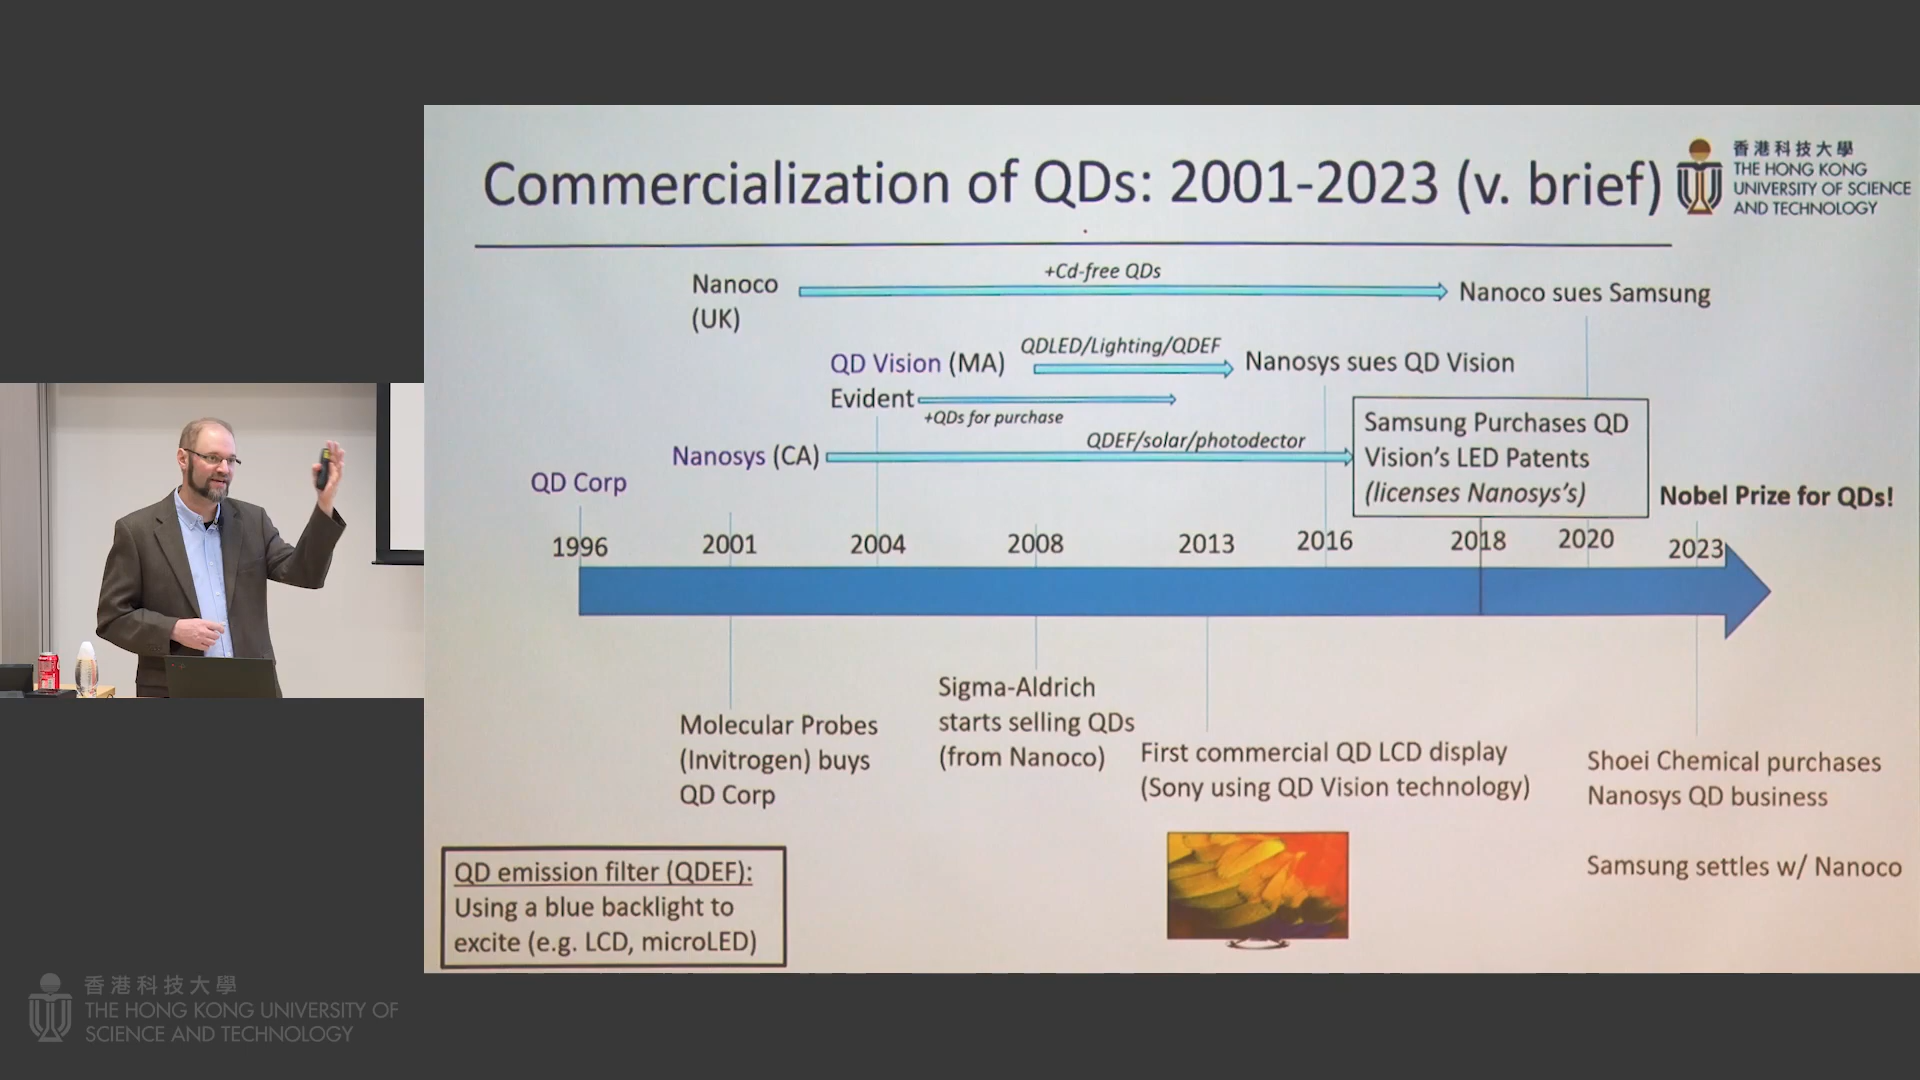 Commercialization of QDs: 2001-2023 (v. brief)
香港科技大學
THE HONG KONG
UNIVERSITY OF SCIENCE
AND TECHNOLOGY
+Cd-free QDs
Nanoco
(UK)
Nanoco sues Samsung
QD Vision (MA)
QDLED/Lighting/QDEF
Nanosys sues QD Vision
Evident
+QDs for purchase
Nanosys (CA)
QDEF/solar/photodector
Samsung Purchases QD
Vision's LED Patents
(licenses Nanosys's)
QD Corp
Nobel Prize for QDs!
1996
2001
2004
2008
2013
2016
2018
2020
2023
Molecular Probes
(Invitrogen) buys
QD Corp
Sigma-Aldrich
starts selling QDs
(from Nanoco)
First commercial QD LCD display
(Sony using QD Vision technology)
Shoei Chemical purchases
Nanosys QD business
Samsung settles w/ Nanoco
QD emission filter (QDEF):
Using a blue backlight to
excite (e.g. LCD, microLED)
香港科技大學
THE HONG KONG UNIVERSITY OF
SCIENCE AND TECHNOLOGY